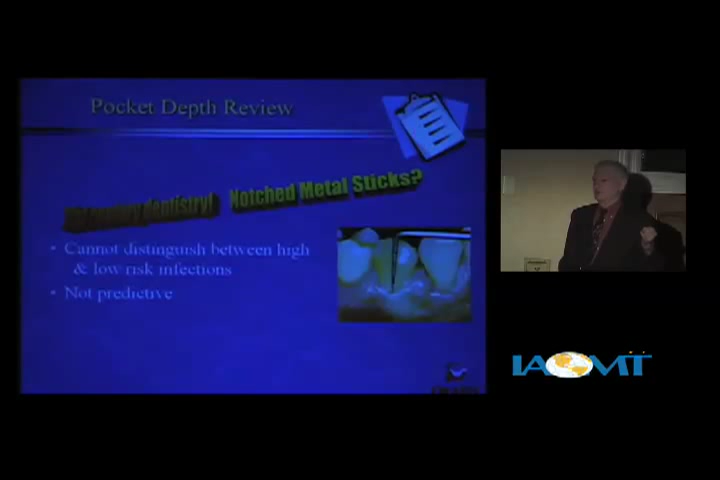 Pocket Depth Review
Notched Metal Sticks?
• Cannot distinguish between high
& low risk infections
• Not predictive
IAOMT